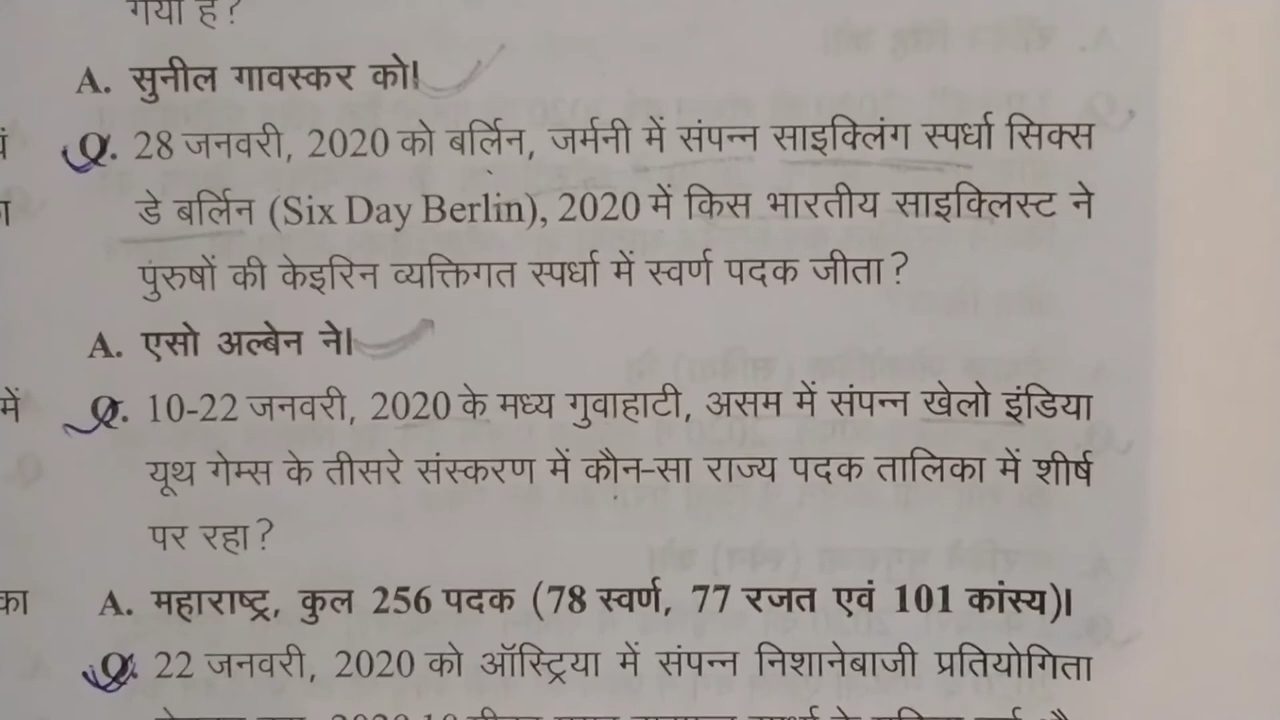 गया है?
A. सुनील गावस्कर को।
Q. 28 जनवरी, 2020 को बर्लिन, जर्मनी में संपन्न साइक्लिंग स्पर्धा सिक्स
डे बर्लिन (Six Day Berlin), 2020 में किस भारतीय साइक्लिस्ट ने
पुंरुषों की केइरिन व्यक्तिगत स्पर्धा में स्वर्ण पदक जीता?
A. एसो अल्बेन ने।
में
Q. 10-22 जनवरी, 2020 के मध्य गुवाहाटी, असम में संपन्न खेलो इंडिया
यूथ गेम्स के तीसरे संस्करण में कौन-सा राज्य पदक तालिका में शीर्ष
पर रहा?
का
A. महाराष्ट्र, कुल 256 पदक (78 स्वर्ण, 77 रजत एवं 101 कांस्य)।
Q. 22 जनवरी, 2020 को ऑस्ट्रिया में संपन्न निशानेबाजी प्रतियोगिता